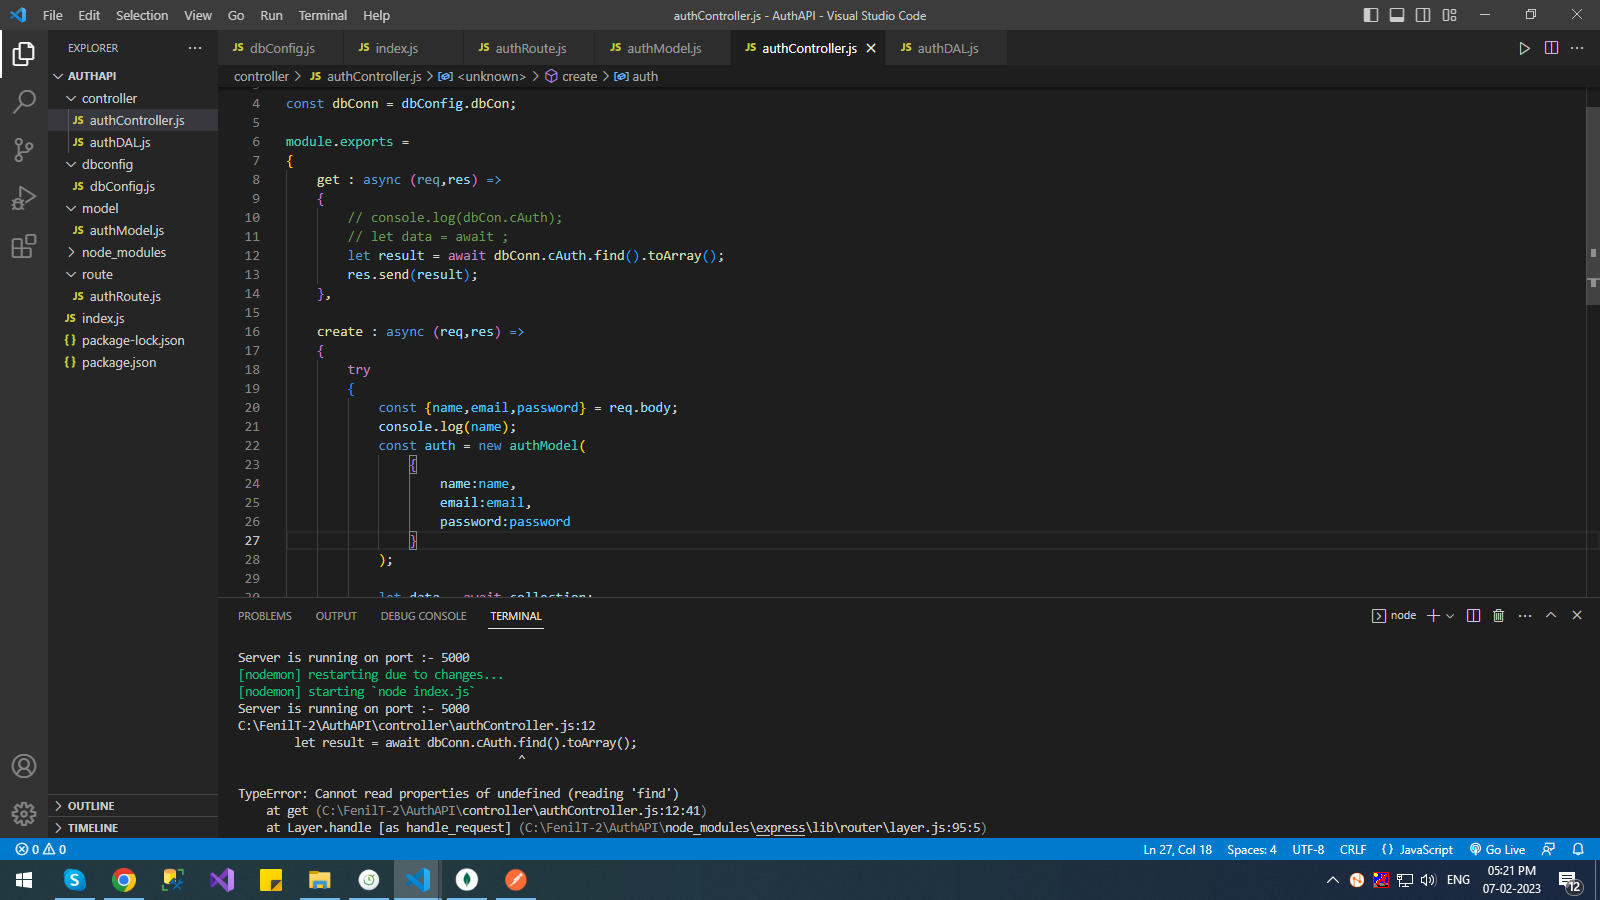 File Edit Selection View Go Run Terminal Help
authController.js - AuthAPI - Visual Studio Code
EXPLORER
AUTHAPI
controller
JS authController.js
JS authDAL.js
dbconfig
JS dbConfig.js
model
JS authModel.js
node_modules
route
JS authRoute.js
JS index.js
{} package-lock.json
{} package.json
OUTLINE
TIMELINE
JS dbConfig.js JS index.js JS authRoute.js JS authModel.js JS authController.js JS authDAL.js
controller > JS authController.js > <unknown> > create > auth
4 const dbConn = dbConfig.dbCon;
5
6 module.exports =
7 {
8 get : async (req,res) =>
9 {
10 // console.log(dbCon.cAuth);
11 // let data = await ;
12 let result = await dbConn.cAuth.find().toArray();
13 res.send(result);
14 },
15
16 create : async (req,res) =>
17 {
18 try
19 {
20 const {name,email,password} = req.body;
21 console.log(name);
22 const auth = new authModel(
23 {
24 name:name,
25 email:email,
26 password:password
27 }
28 );
29
30 let data = await collection;
PROBLEMS OUTPUT DEBUG CONSOLE TERMINAL
node
Server is running on port :- 5000
[nodemon] restarting due to changes...
[nodemon] starting `node index.js`
Server is running on port :- 5000
C:\FenilT-2\AuthAPI\controller\authController.js:12
let result = await dbConn.cAuth.find().toArray();
^
TypeError: Cannot read properties of undefined (reading 'find')
at get (C:\FenilT-2\AuthAPI\controller\authController.js:12:41)
at Layer.handle [as handle_request] (C:\FenilT-2\AuthAPI\node_modules\express\lib\router\layer.js:95:5)
0 0
Ln 27, Col 18 Spaces: 4 UTF-8 CRLF {} JavaScript Go Live
ENG
05:21 PM
07-02-2023
12